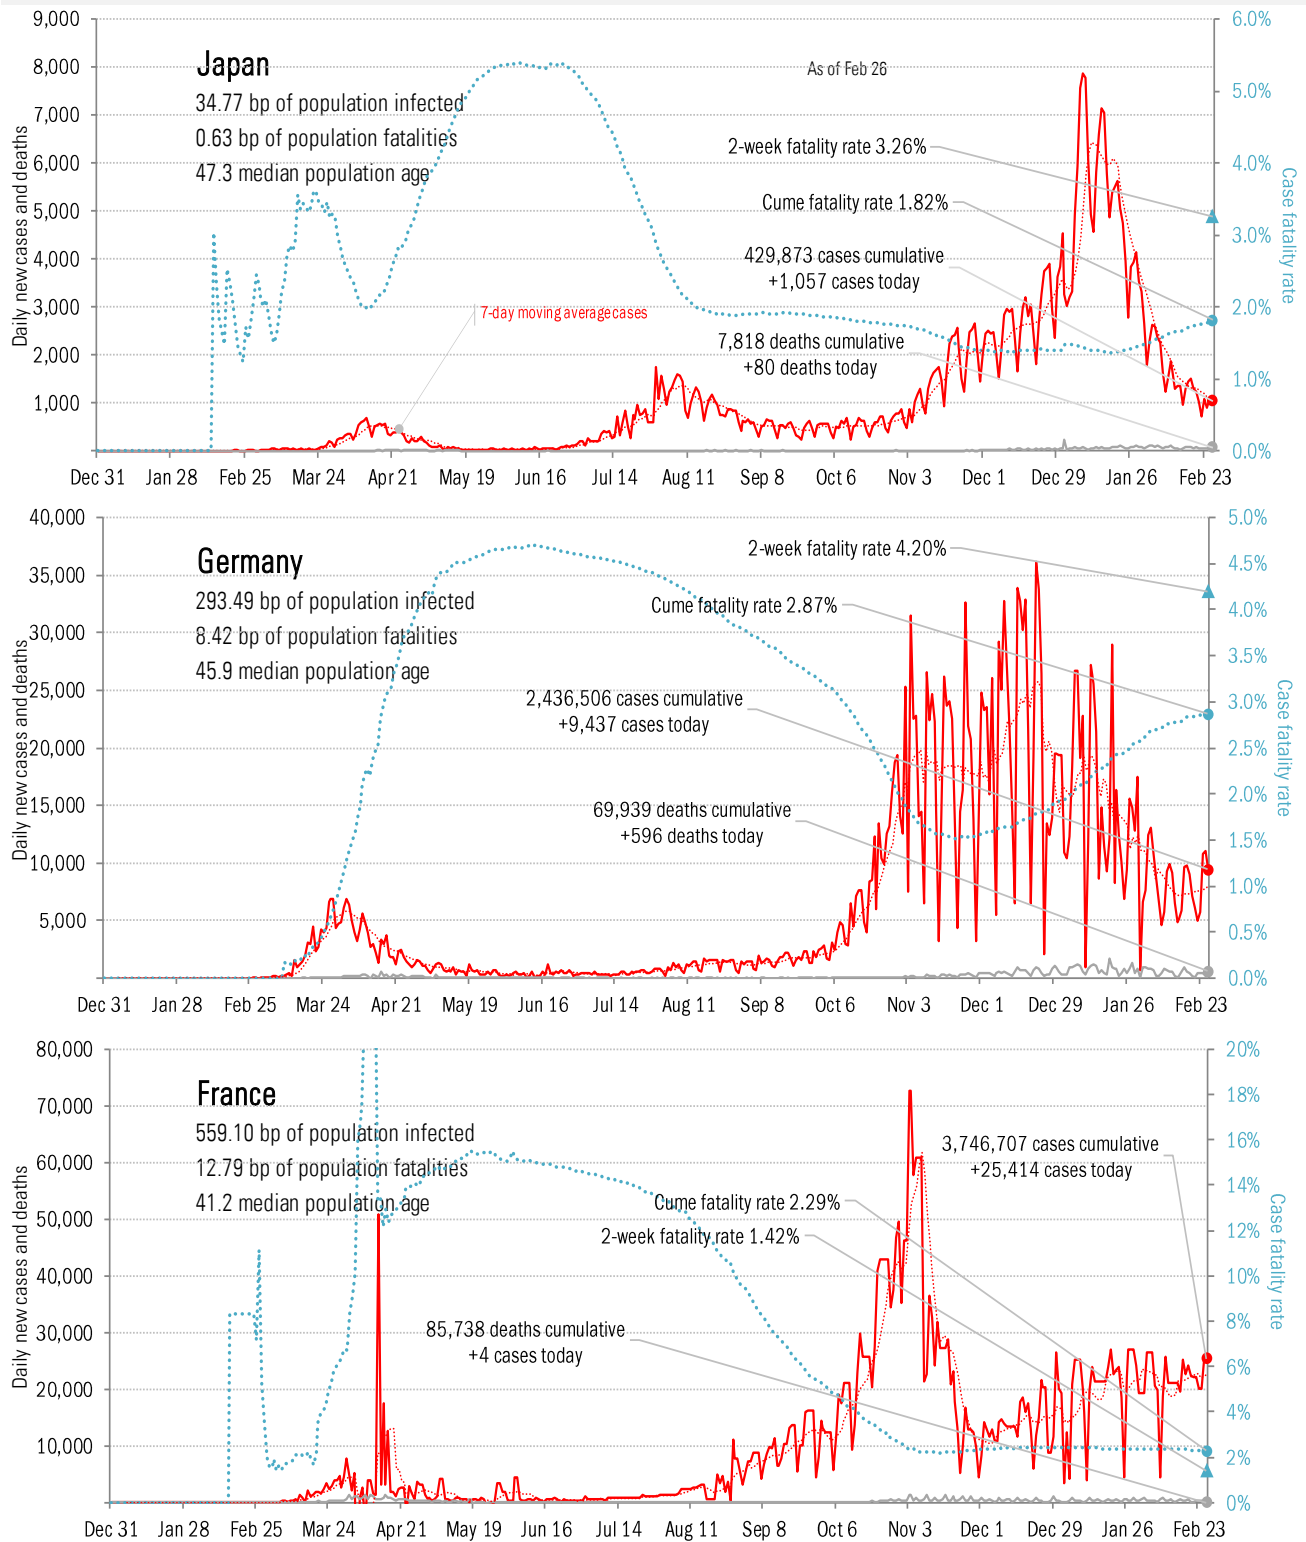 9,000
8,000
7,000
6,000
5,000
4,000
3,000
2,000
1,000
Daily new cases and deaths
Japan
34.77 bp of population infected
0.63 bp of population fatalities
47.3 median population age
As of Feb 26
2-week fatality rate 3.26%
Cume fatality rate 1.82%
429,873 cases cumulative
+1,057 cases today
7-day moving average cases
7,818 deaths cumulative
+80 deaths today
6.0%
5.0%
4.0%
3.0%
2.0%
1.0%
0.0%
Case fatality rate
Dec 31 Jan 28 Feb 25 Mar 24 Apr 21 May 19 Jun 16 Jul 14 Aug 11 Sep 8 Oct 6 Nov 3 Dec 1 Dec 29 Jan 26 Feb 23
40,000
35,000
30,000
25,000
20,000
15,000
10,000
5,000
Daily new cases and deaths
Germany
293.49 bp of population infected
8.42 bp of population fatalities
45.9 median population age
2-week fatality rate 4.20%
Cume fatality rate 2.87%
2,436,506 cases cumulative
+9,437 cases today
69,939 deaths cumulative
+596 deaths today
5.0%
4.5%
4.0%
3.5%
3.0%
2.5%
2.0%
1.5%
1.0%
0.5%
0.0%
Case fatality rate
Dec 31 Jan 28 Feb 25 Mar 24 Apr 21 May 19 Jun 16 Jul 14 Aug 11 Sep 8 Oct 6 Nov 3 Dec 1 Dec 29 Jan 26 Feb 23
80,000
70,000
60,000
50,000
40,000
30,000
20,000
10,000
Daily new cases and deaths
France
559.10 bp of population infected
12.79 bp of population fatalities
41.2 median population age
3,746,707 cases cumulative
+25,414 cases today
Cume fatality rate 2.29%
2-week fatality rate 1.42%
85,738 deaths cumulative
+4 cases today
20%
18%
16%
14%
12%
10%
8%
6%
4%
2%
0%
Case fatality rate
Dec 31 Jan 28 Feb 25 Mar 24 Apr 21 May 19 Jun 16 Jul 14 Aug 11 Sep 8 Oct 6 Nov 3 Dec 1 Dec 29 Jan 26 Feb 23